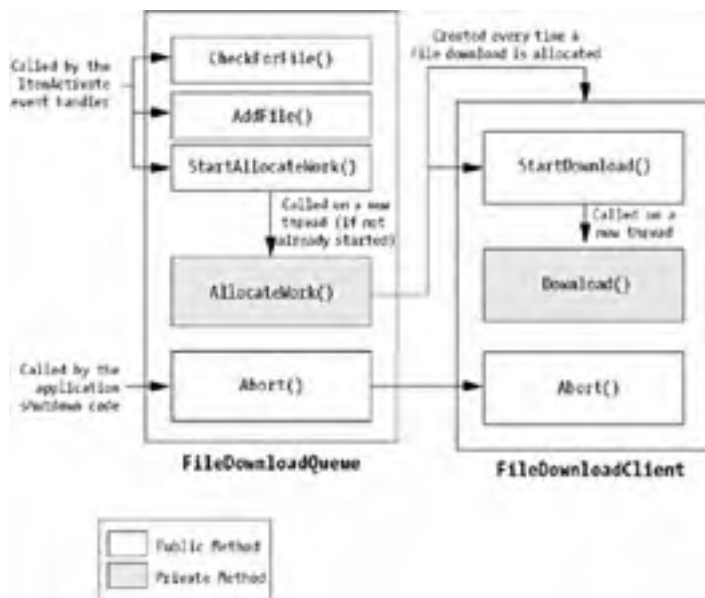 Called by the
ItemActivate
event handler
CheckForFile()
AddFile()
StartAllocateWork()
Called on a new
thread (if not
already started)
AllocateWork()
Called by the
application
shutdown code
Abort()
FileDownloadQueue
Created every time a
file download is allocated
StartDownload()
Called on a
new thread
Download()
Abort()
FileDownloadClient
Public Method
Private Method